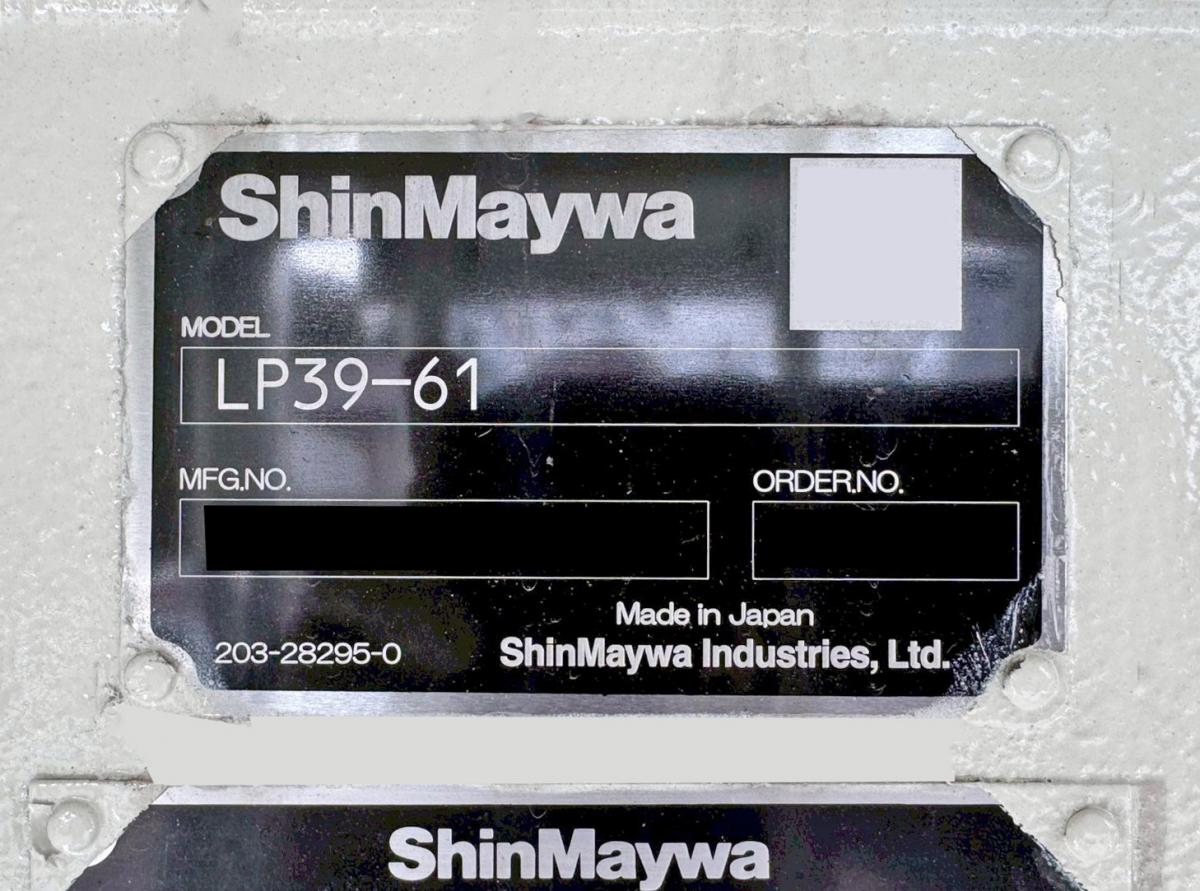 ShinMaywa
MODEL
LP39-61
MFG.NO. ORDER.NO.
Made in Japan
203-28295-0 ShinMaywa Industries, Ltd.
ShinMaywa